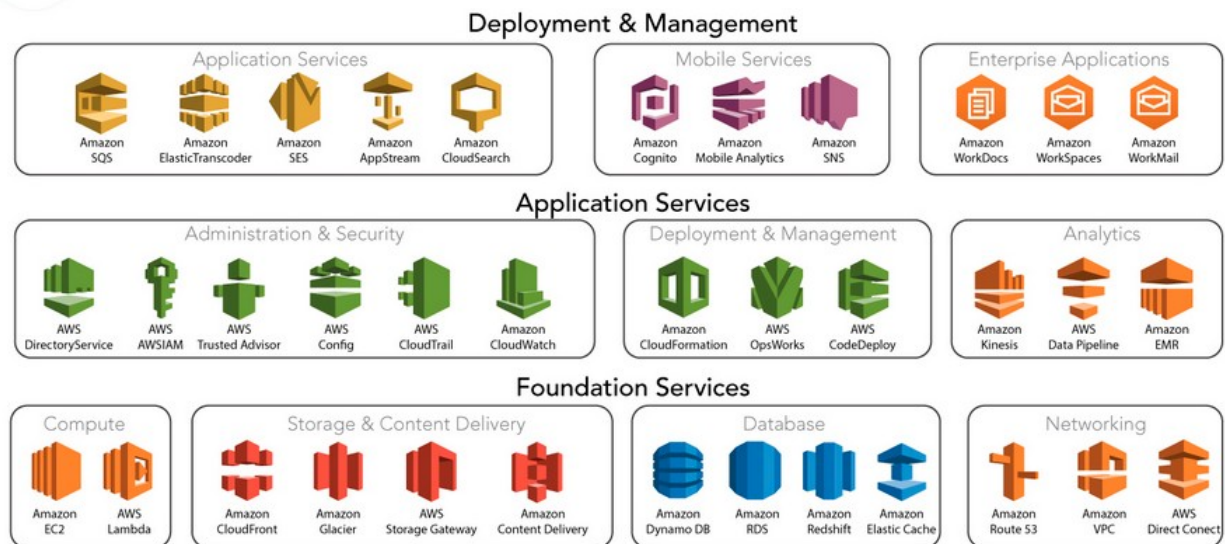 Deployment & Management
Application Services
Mobile Services
Enterprise Applications
Amazon
SQS
Amazon
ElasticTranscoder
Amazon
SES
Amazon
AppStream
Amazon
CloudSearch
Amazon
Cognito
Amazon
Mobile Analytics
Amazon
SNS
Amazon
WorkDocs
Amazon
WorkSpaces
Amazon
WorkMail
Application Services
Administration & Security
Deployment & Management
Analytics
AWS
DirectoryService
AWS
AWSIAM
AWS
Trusted Advisor
AWS
Config
AWS
CloudTrail
Amazon
CloudWatch
Amazon
CloudFormation
AWS
OpsWorks
AWS
CodeDeploy
Amazon
Kinesis
AWS
Data Pipeline
Amazon
EMR
Foundation Services
Compute
Storage & Content Delivery
Database
Networking
Amazon
EC2
AWS
Lambda
Amazon
CloudFront
Amazon
Glacier
AWS
Storage Gateway
Amazon
Content Delivery
Amazon
Dynamo DB
Amazon
RDS
Amazon
Redshift
Amazon
Elastic Cache
Amazon
Route 53
Amazon
VPC
AWS
Direct Conect